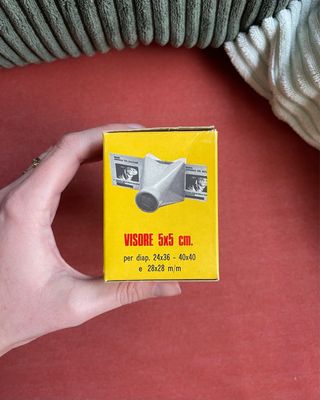 VISORE 5x5 cm.
per diap. 24x36 - 40x40
e 28x28 m/m